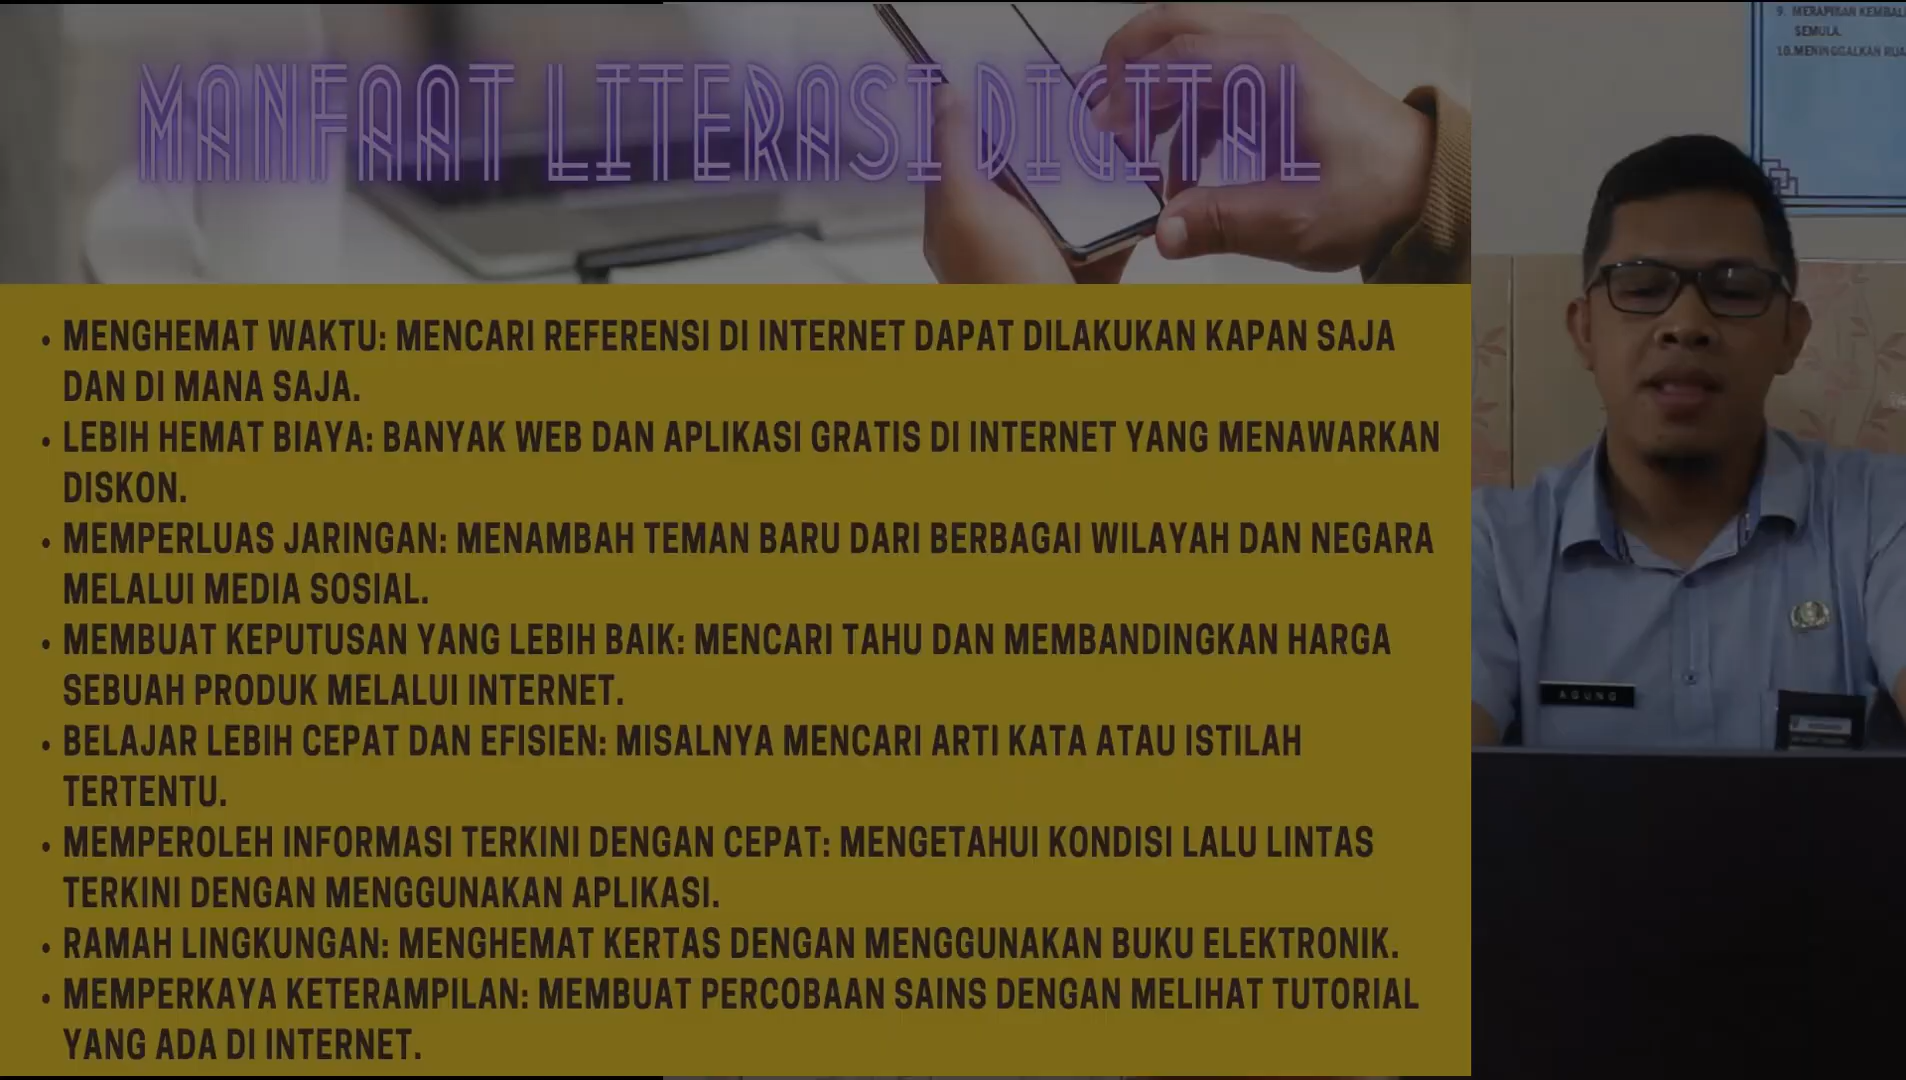 MANFAAT LITERASI DIGITAL
• MENGHEMAT WAKTU: MENCARI REFERENSI DI INTERNET DAPAT DILAKUKAN KAPAN SAJA
DAN DI MANA SAJA.
• LEBIH HEMAT BIAYA: BANYAK WEB DAN APLIKASI GRATIS DI INTERNET YANG MENAWARKAN
DISKON.
• MEMPERLUAS JARINGAN: MENAMBAH TEMAN BARU DARI BERBAGAI WILAYAH DAN NEGARA
MELALUI MEDIA SOSIAL.
• MEMBUAT KEPUTUSAN YANG LEBIH BAIK: MENCARI TAHU DAN MEMBANDINGKAN HARGA
SEBUAH PRODUK MELALUI INTERNET.
• BELAJAR LEBIH CEPAT DAN EFISIEN: MISALNYA MENCARI ARTI KATA ATAU ISTILAH
TERTENTU.
• MEMPEROLEH INFORMASI TERKINI DENGAN CEPAT: MENGETAHUI KONDISI LALU LINTAS
TERKINI DENGAN MENGGUNAKAN APLIKASI.
• RAMAH LINGKUNGAN: MENGHEMAT KERTAS DENGAN MENGGUNAKAN BUKU ELEKTRONIK.
• MEMPERKAYA KETERAMPILAN: MEMBUAT PERCOBAAN SAINS DENGAN MELIHAT TUTORIAL
YANG ADA DI INTERNET.
9. MERAPIKAN KEMBAL
SEMULA.
10. MENINGGALKAN RUA
AGUNG